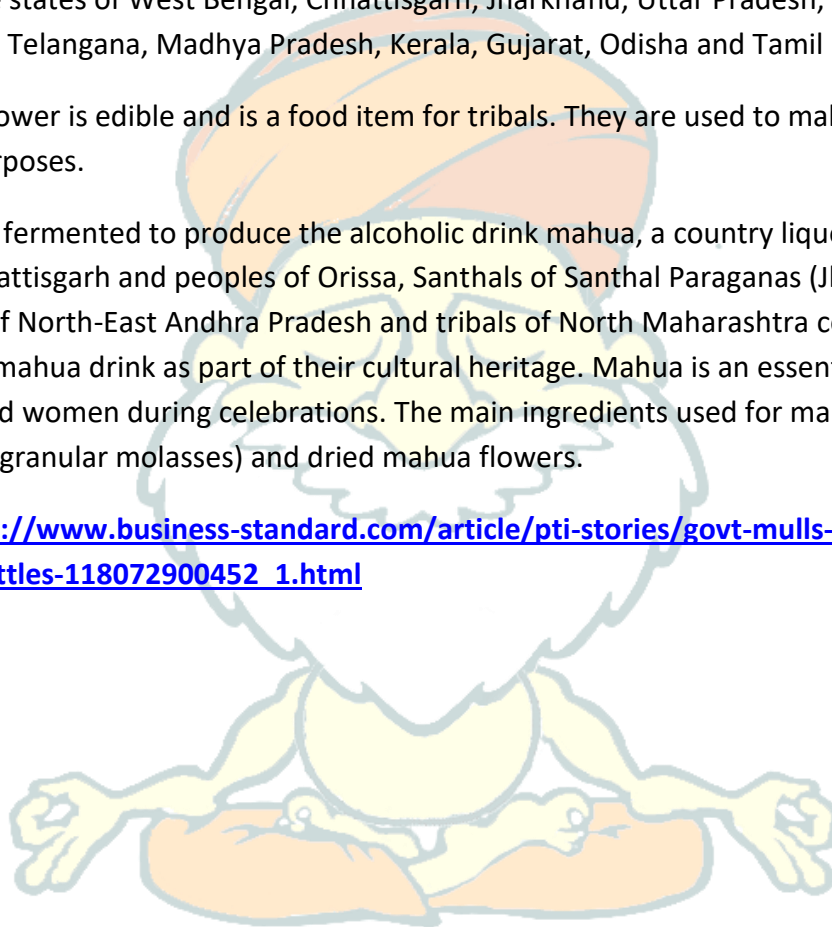 states of West Bengal, Chhattisgarh, Jharkhand, Uttar Pradesh,
Telangana, Madhya Pradesh, Kerala, Gujarat, Odisha and Tamil
ower is edible and is a food item for tribals. They are used to mak
rposes.
fermented to produce the alcoholic drink mahua, a country lique
attisgarh and peoples of Orissa, Santhals of Santhal Paraganas (J
f North-East Andhra Pradesh and tribals of North Maharashtra c
mahua drink as part of their cultural heritage. Mahua is an essent
d women during celebrations. The main ingredients used for ma
granular molasses) and dried mahua flowers.
://www.business-standard.com/article/pti-stories/govt-mulls-
ttles-118072900452_1.html